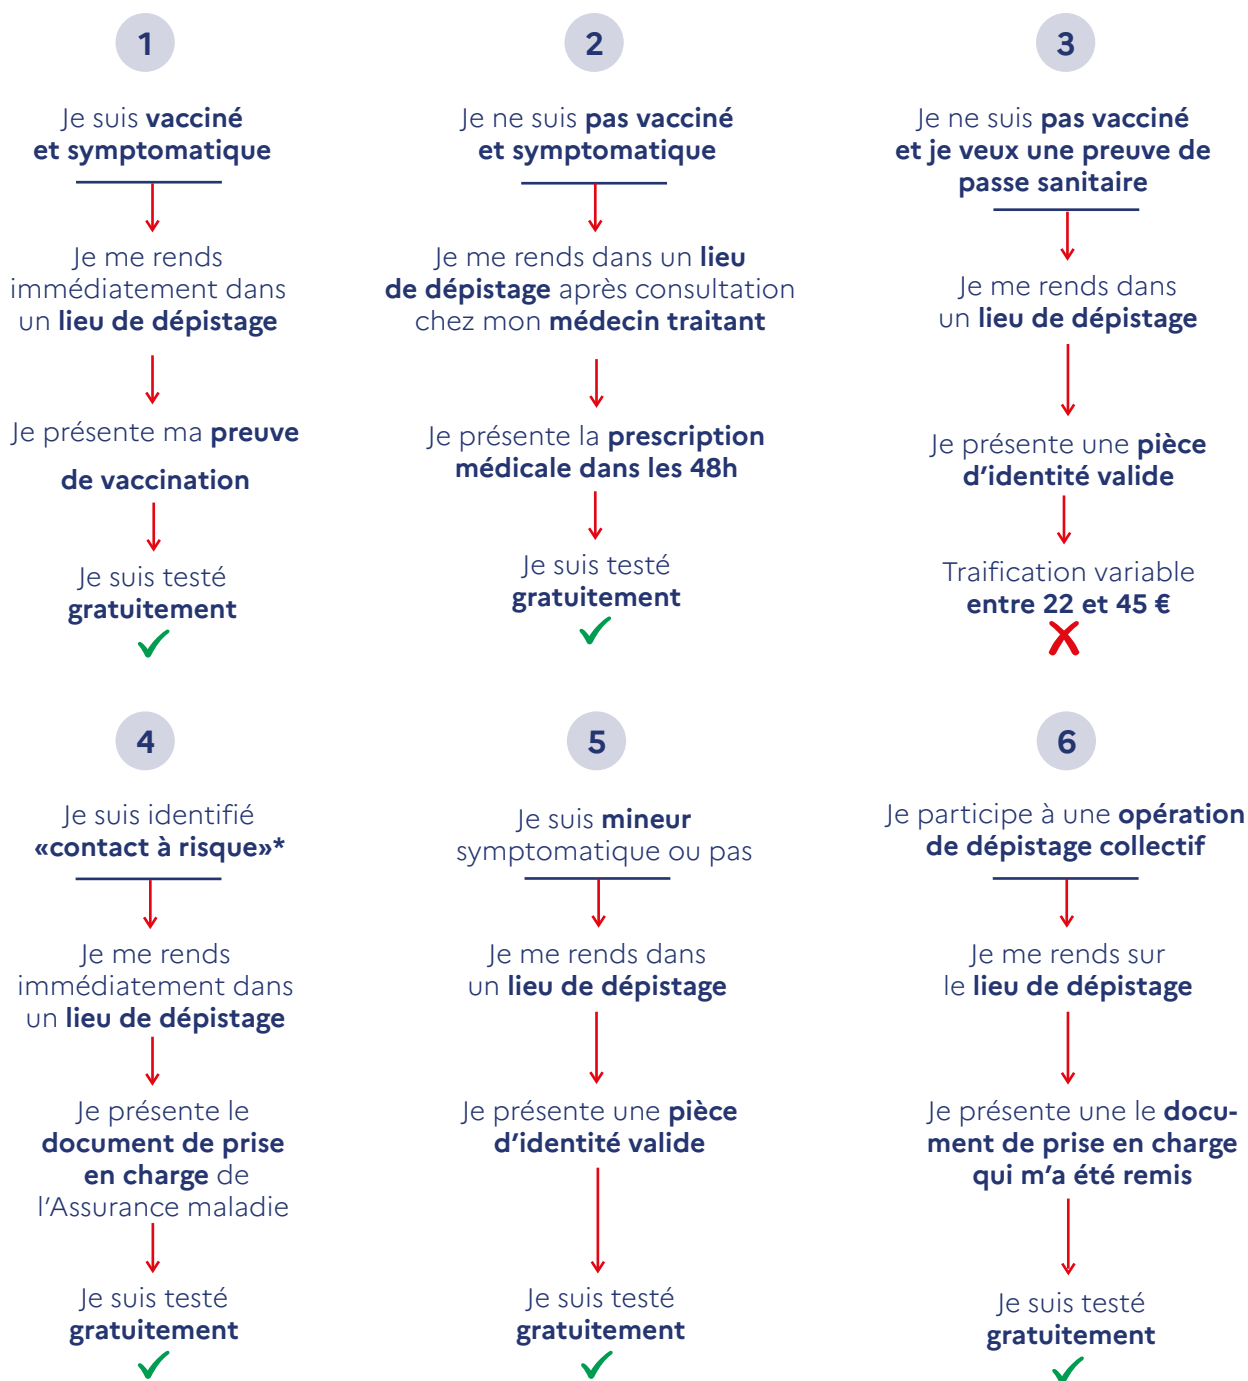 1
Je suis vacciné
et symptomatique
Je me rends
immédiatement dans
un lieu de dépistage
Je présente ma preuve
de vaccination
Je suis testé
gratuitement
2
Je ne suis pas vacciné
et symptomatique
Je me rends dans un lieu
de dépistage après consultation
chez mon médecin traitant
Je présente la prescription
médicale dans les 48h
Je suis testé
gratuitement
3
Je ne suis pas vacciné
et je veux une preuve de
passe sanitaire
Je me rends dans
un lieu de dépistage
Je présente une pièce
d’identité valide
Traification variable
entre 22 et 45 €
4
Je suis identifié
«contact à risque»*
Je me rends
immédiatement dans
un lieu de dépistage
Je présente le
document de prise
en charge de
l’Assurance maladie
Je suis testé
gratuitement
5
Je suis mineur
symptomatique ou pas
Je me rends dans
un lieu de dépistage
Je présente une pièce
d’identité valide
Je suis testé
gratuitement
6
Je participe à une opération
de dépistage collectif
Je me rends sur
le lieu de dépistage
Je présente une le docu-
ment de prise en charge
qui m’a été remis
Je suis testé
gratuitement